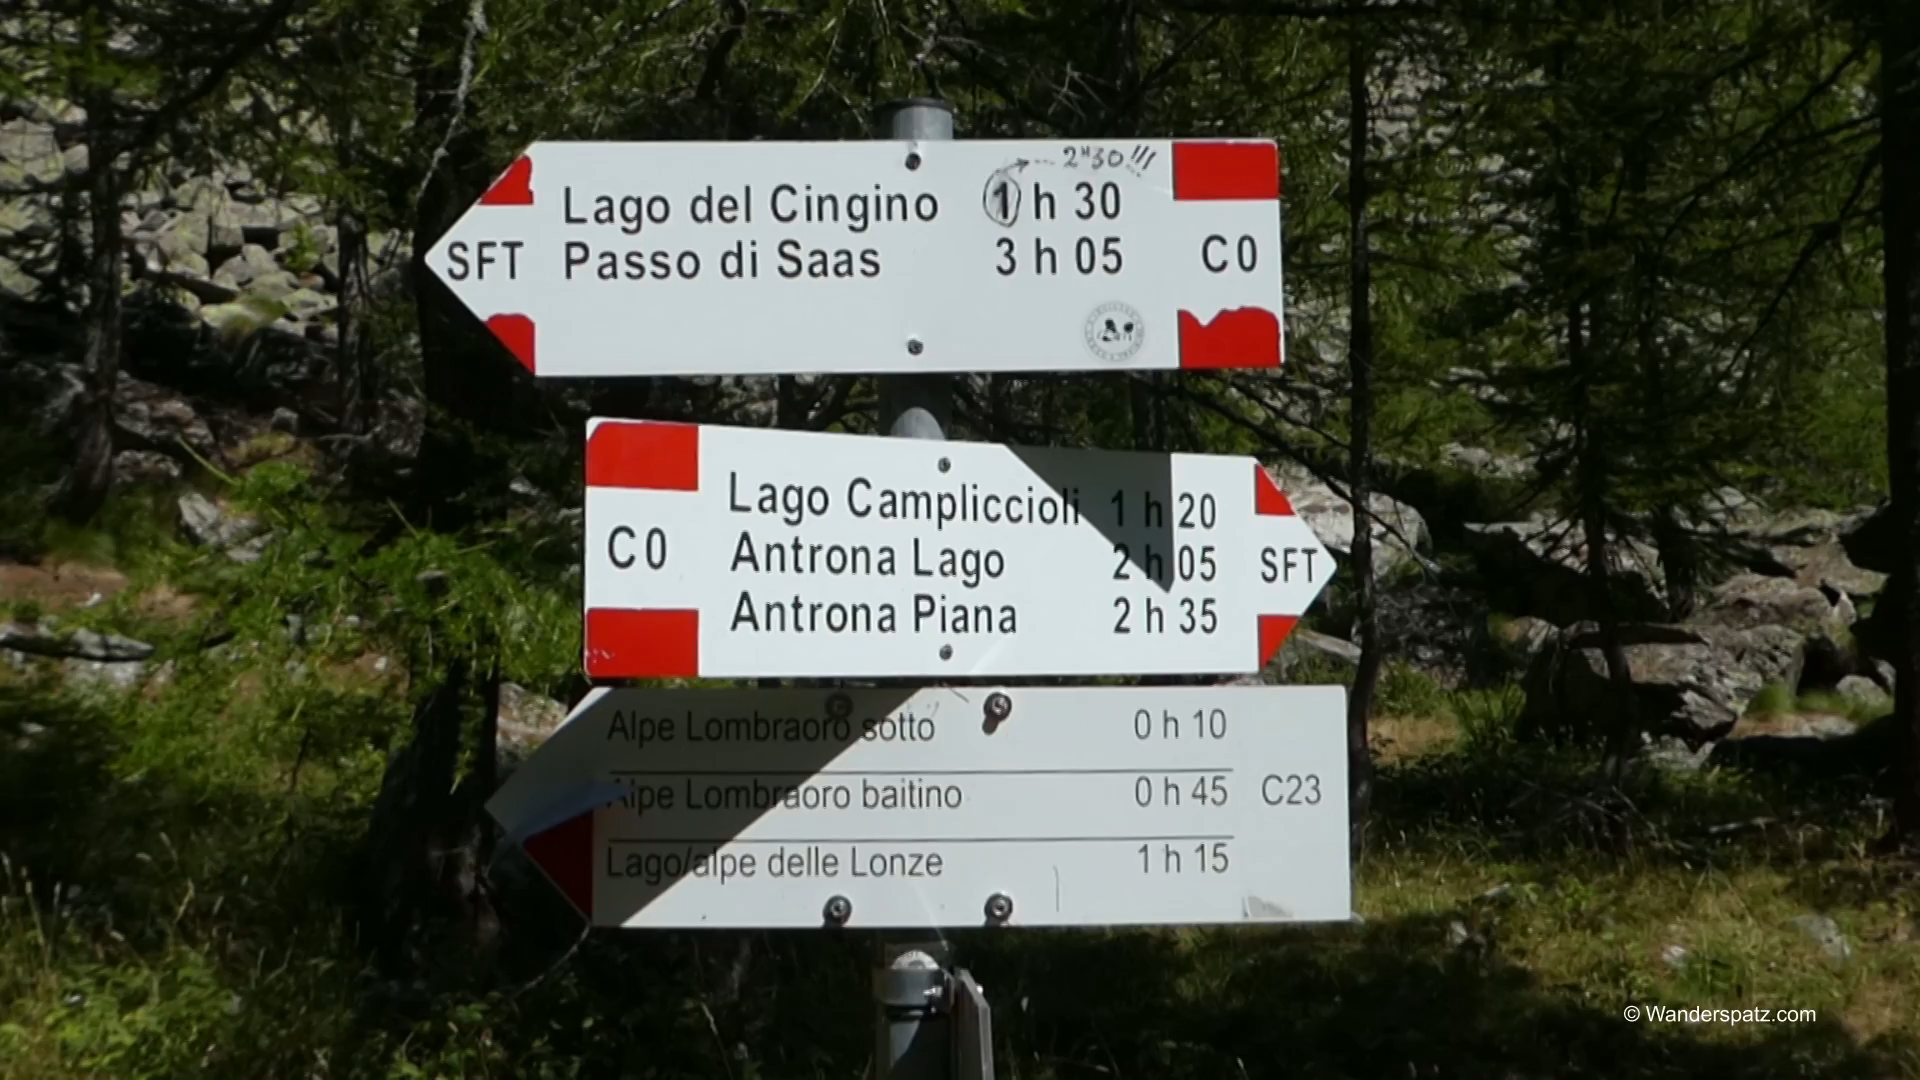 2H30!!!
Lago del Cingino 1 h 30
SFT Passo di Saas 3 h 05 C0
Lago Campliccioli 1 h 20
C0 Antrona Lago 2 h 05 SFT
Antrona Piana 2 h 35
Alpe Lombraoro sotto 0 h 10
Alpe Lombraoro baitino 0 h 45 C23
Lago/alpe delle Lonze 1 h 15
© Wanderspatz.com